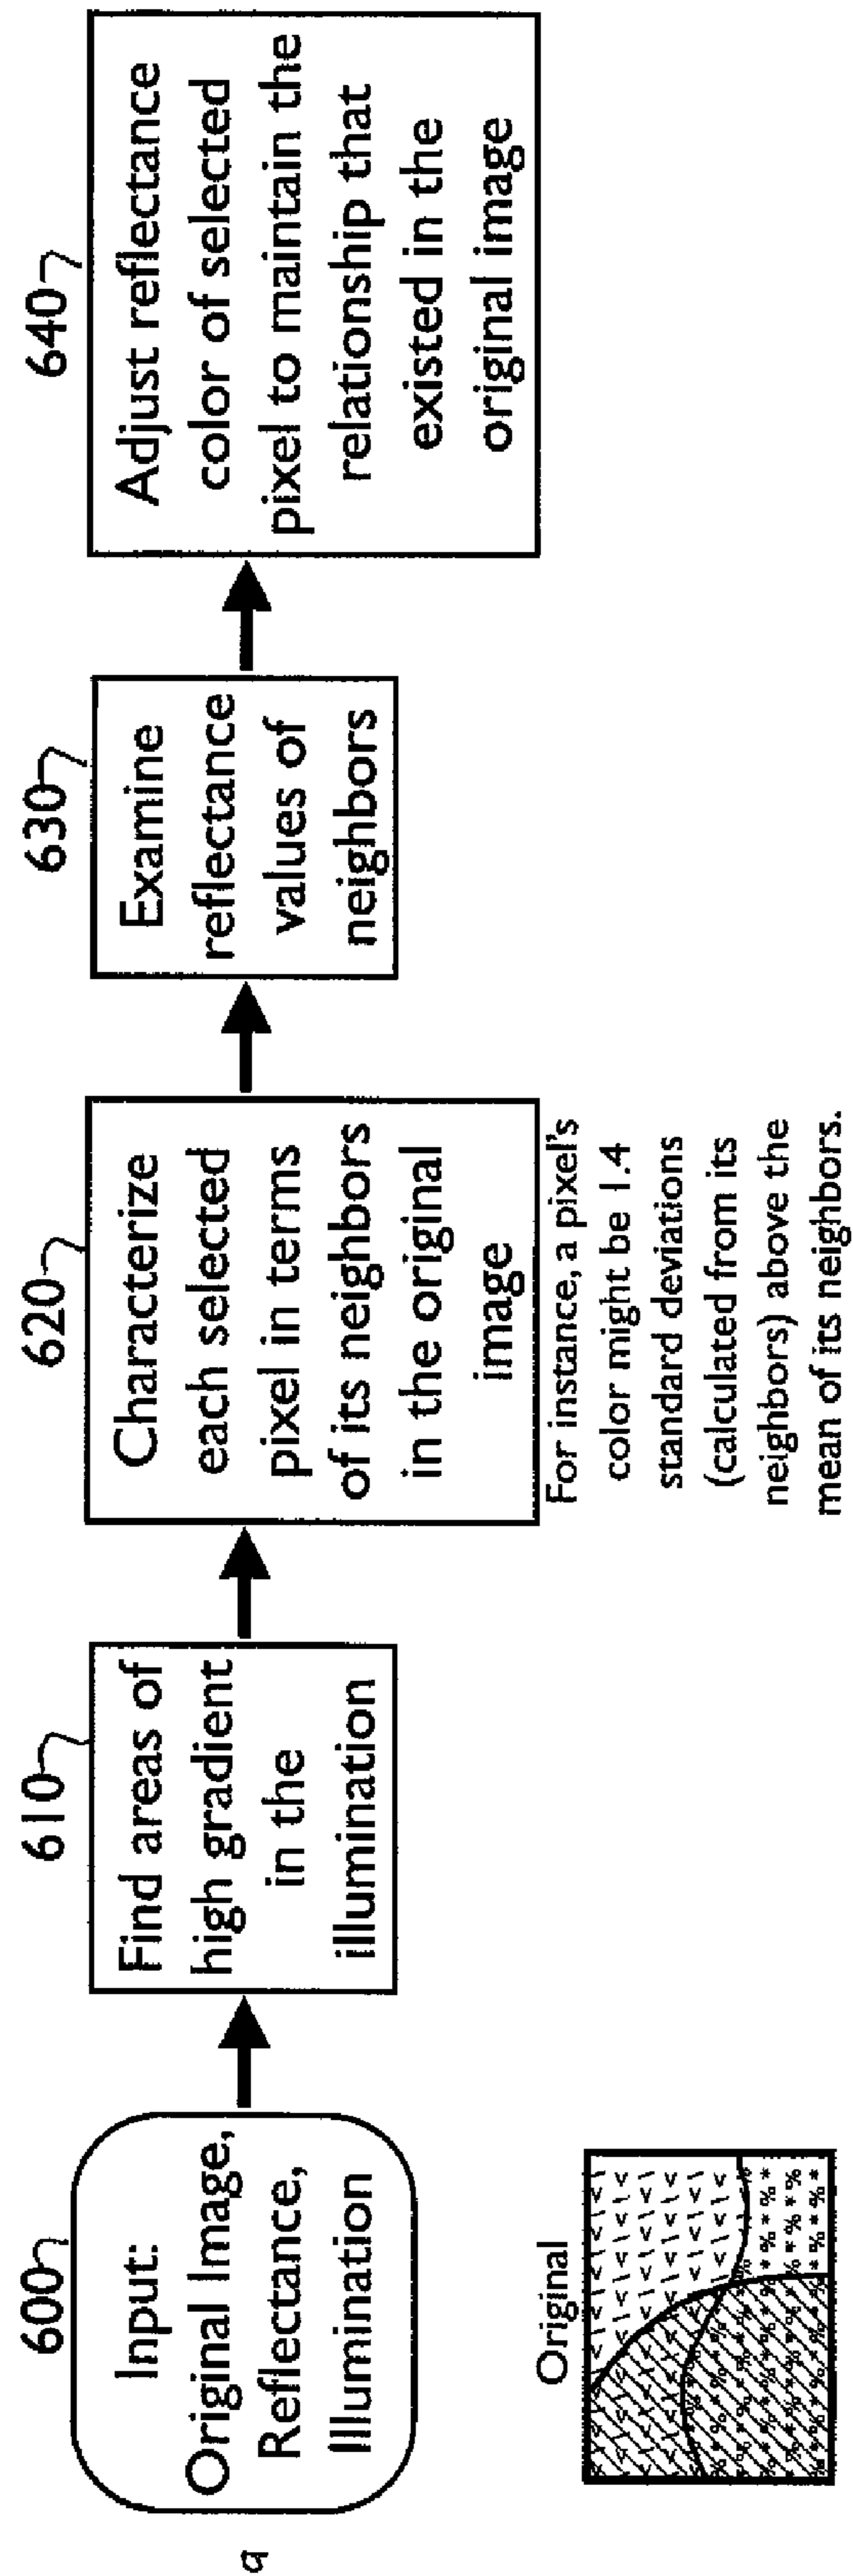 600
Input:
Original Image,
Reflectance,
Illumination
610
Find areas of
high gradient
in the
illumination
620
Characterize
each selected
pixel in terms
of its neighbors
in the original
image
For instance, a pixel's
color might be 1.4
standard deviations
(calculated from its
neighbors) above the
mean of its neighbors.
630
Examine
reflectance
values of
neighbors
640
Adjust reflectance
color of selected
pixel to maintain the
relationship that
existed in the
original image
Original